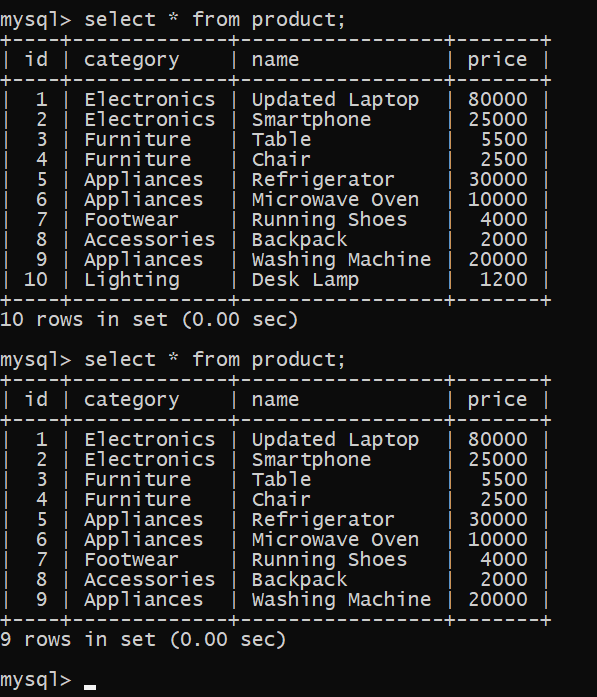 mysql> select * from product;
+----+-------------+-----------------+-------+
| id | category    | name            | price |
+----+-------------+-----------------+-------+
|  1 | Electronics | Updated Laptop  | 80000 |
|  2 | Electronics | Smartphone      | 25000 |
|  3 | Furniture   | Table           |  5500 |
|  4 | Furniture   | Chair           |  2500 |
|  5 | Appliances  | Refrigerator    | 30000 |
|  6 | Appliances  | Microwave Oven  | 10000 |
|  7 | Footwear    | Running Shoes   |  4000 |
|  8 | Accessories | Backpack        |  2000 |
|  9 | Appliances  | Washing Machine | 20000 |
| 10 | Lighting    | Desk Lamp       |  1200 |
+----+-------------+-----------------+-------+
10 rows in set (0.00 sec)
mysql> select * from product;
+----+-------------+-----------------+-------+
| id | category    | name            | price |
+----+-------------+-----------------+-------+
|  1 | Electronics | Updated Laptop  | 80000 |
|  2 | Electronics | Smartphone      | 25000 |
|  3 | Furniture   | Table           |  5500 |
|  4 | Furniture   | Chair           |  2500 |
|  5 | Appliances  | Refrigerator    | 30000 |
|  6 | Appliances  | Microwave Oven  | 10000 |
|  7 | Footwear    | Running Shoes   |  4000 |
|  8 | Accessories | Backpack        |  2000 |
|  9 | Appliances  | Washing Machine | 20000 |
+----+-------------+-----------------+-------+
9 rows in set (0.00 sec)
mysql> _